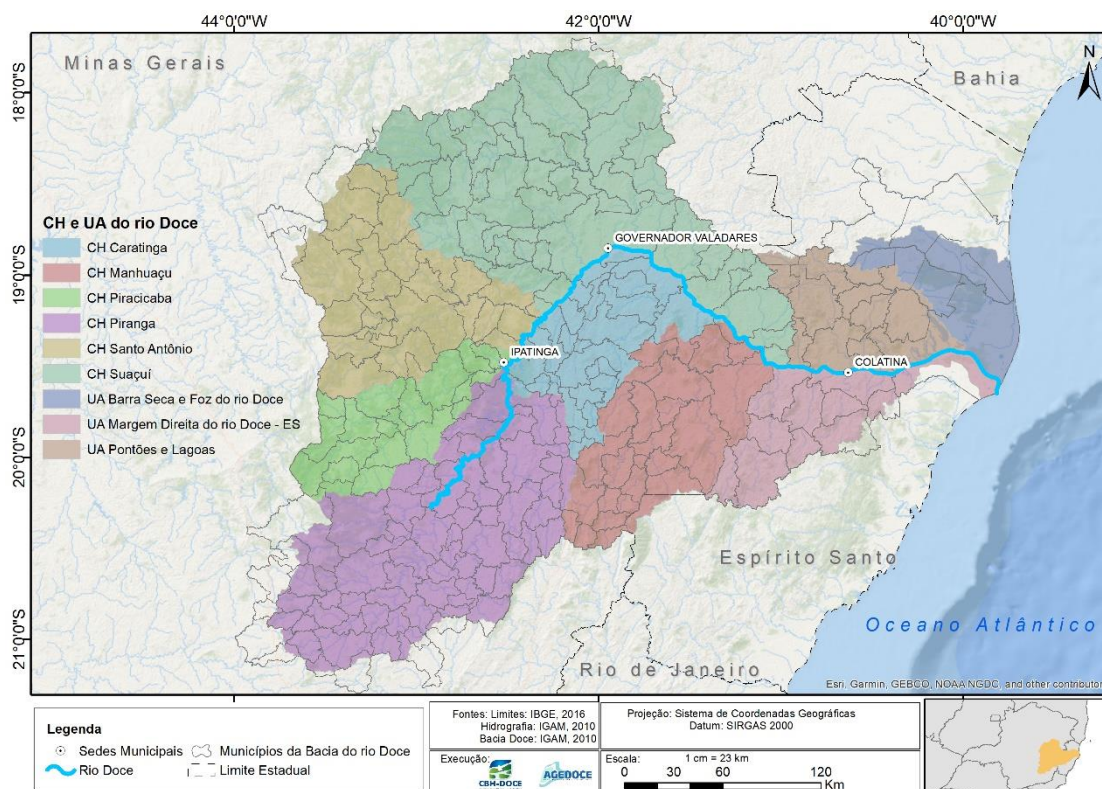 44°0'0"W
42°0'0"W
40°0'0"W
Minas Gerais
Bahia
N
18°0'0"S
19°0'0"S
20°0'0"S
21°0'0"S
CH e UA do rio Doce
CH Caratinga
CH Manhuaçu
CH Piracicaba
CH Piranga
CH Santo Antônio
CH Suaçuí
UA Barra Seca e Foz do rio Doce
UA Margem Direita do rio Doce - ES
UA Pontões e Lagoas
GOVERNADOR VALADARES
IPATINGA
COLATINA
Espírito Santo
Oceano Atlântico
Rio de Janeiro
Esri, Garmin, GEBCO, NOAA NGDC, and other contributor
Legenda
Sedes Municipais
Municípios da Bacia do rio Doce
Rio Doce
Limite Estadual
Fontes: Limites: IBGE, 2016
Hidrografia: IGAM, 2010
Bacia Doce: IGAM, 2010
Projeção: Sistema de Coordenadas Geográficas
Datum: SIRGAS 2000
Execução:
CBH-DOCE
AGEDOCE
Escala:
1 cm = 23 km
0 30 60 120
Km